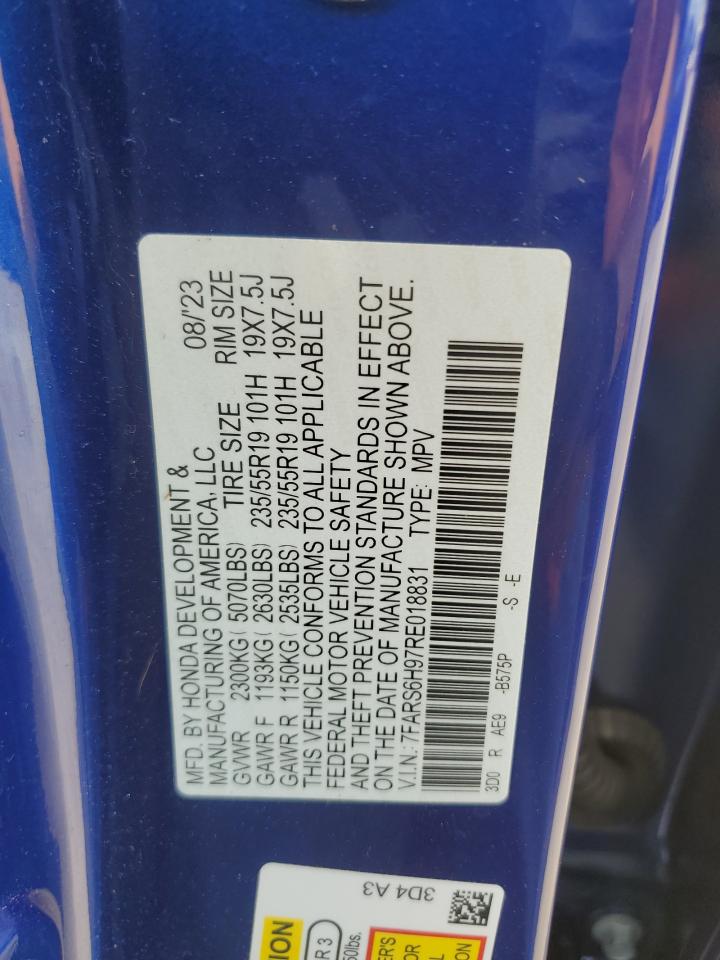 MFD. BY HONDA DEVELOPMENT &
MANUFACTURING OF AMERICA, LLC 08/'23
GVWR 2300KG ( 5070LBS) TIRE SIZE RIM SIZE
GAWR F 1193KG ( 2630LBS) 235/55R19 101H 19X7.5J
GAWR R 1150KG ( 2535LBS) 235/55R19 101H 19X7.5J
THIS VEHICLE CONFORMS TO ALL APPLICABLE
FEDERAL MOTOR VEHICLE SAFETY
AND THEFT PREVENTION STANDARDS IN EFFECT
ON THE DATE OF MANUFACTURE SHOWN ABOVE.
V.I.N.: 7FARS6H97RE018831 TYPE: MPV
3D0 R AE9 -B575P -S -E
3D4 A3